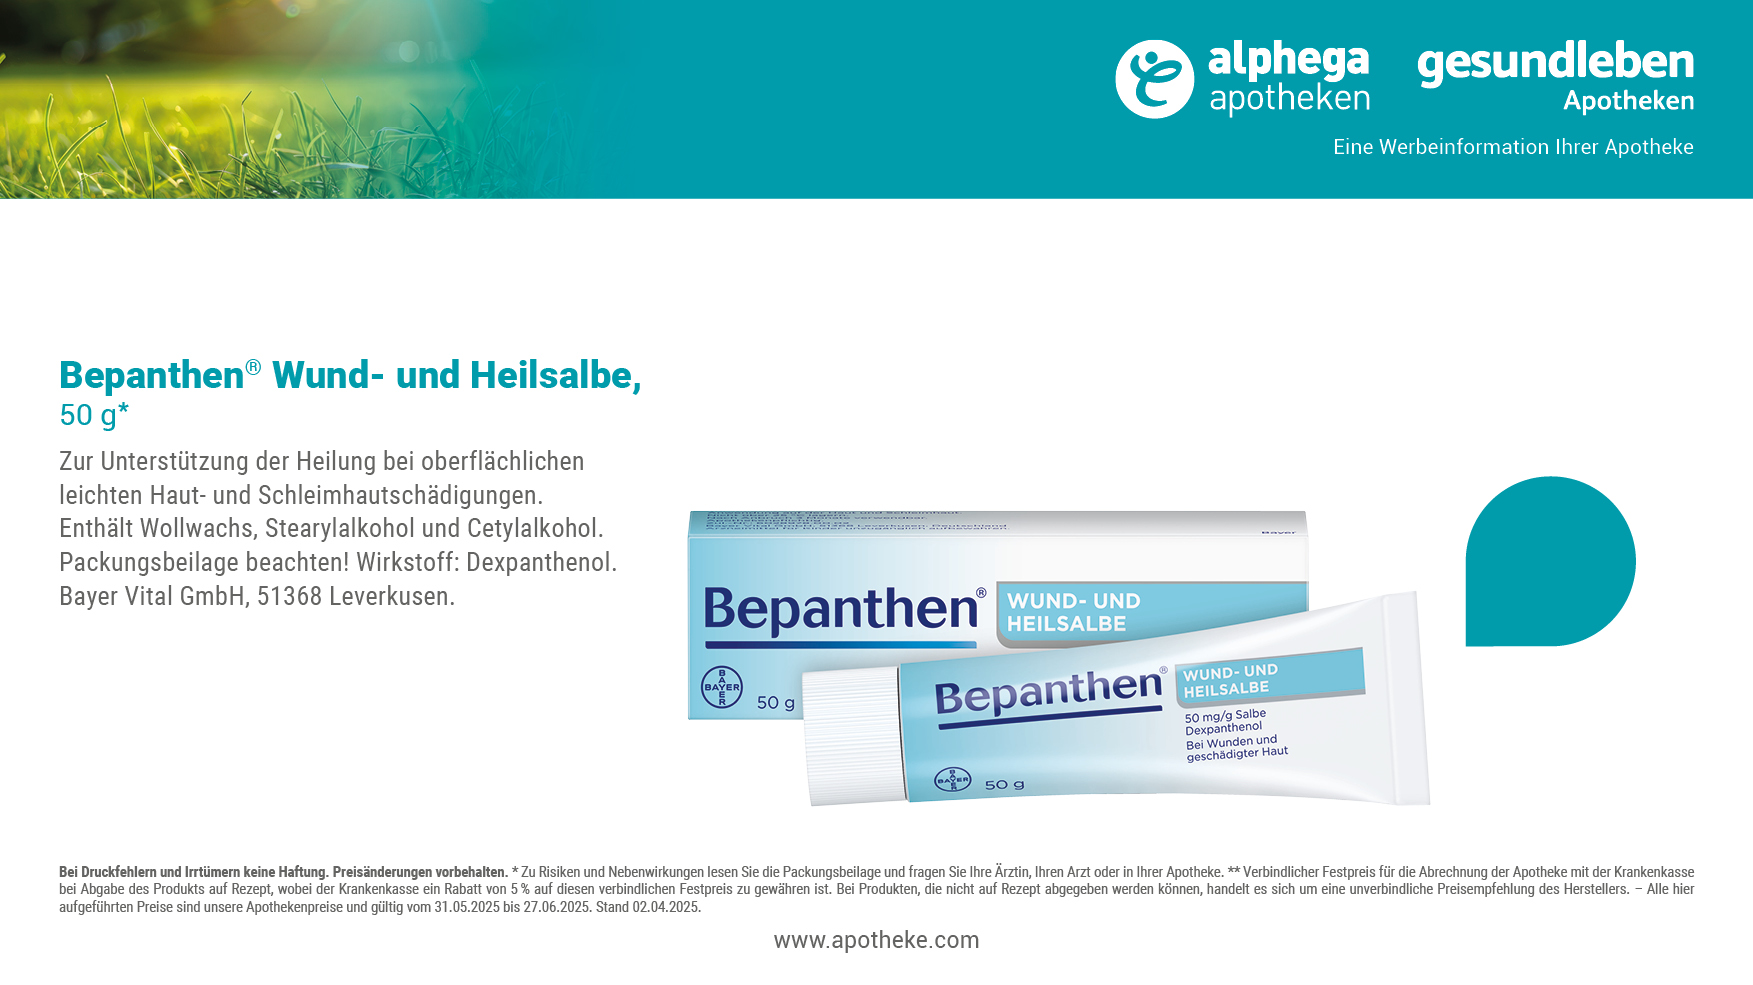 alphega
apotheken
gesundleben
Apotheken
Eine Werbeinformation Ihrer Apotheke
Bepanthen® Wund- und Heilsalbe,
50 g*
Zur Unterstützung der Heilung bei oberflächlichen
leichten Haut- und Schleimhautschädigungen.
Enthält Wollwachs, Stearylalkohol und Cetylalkohol.
Packungsbeilage beachten! Wirkstoff: Dexpanthenol.
Bayer Vital GmbH, 51368 Leverkusen.
Bayer
Bepanthen®
WUND- UND
HEILSALBE
BAYER
BAYER
50 g
Bepanthen®
WUND- UND
HEILSALBE
50 mg/g Salbe
Dexpanthenol
Bei Wunden und
geschädigter Haut
BAYER
BAYER
50 g
Bei Druckfehlern und Irrtümern keine Haftung. Preisänderungen vorbehalten. * Zu Risiken und Nebenwirkungen lesen Sie die Packungsbeilage und fragen Sie Ihre Ärztin, Ihren Arzt oder in Ihrer Apotheke. ** Verbindlicher Festpreis für die Abrechnung der Apotheke mit der Krankenkasse
bei Abgabe des Produkts auf Rezept, wobei der Krankenkasse ein Rabatt von 5 % auf diesen verbindlichen Festpreis zu gewähren ist. Bei Produkten, die nicht auf Rezept abgegeben werden können, handelt es sich um eine unverbindliche Preisempfehlung des Herstellers. – Alle hier
aufgeführten Preise sind unsere Apothekenpreise und gültig vom 31.05.2025 bis 27.06.2025. Stand 02.04.2025.
www.apotheke.com